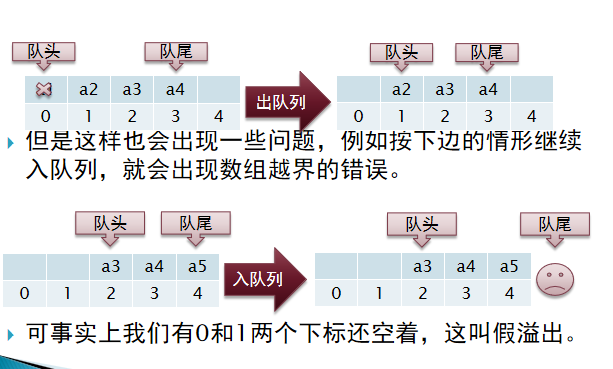 队头 队尾 队头 队尾
a2 a3 a4 出队列 a2 a3 a4
0 1 2 3 4 0 1 2 3 4
但是这样也会出现一些问题，例如按下边的情形继续
入队列，就会出现数组越界的错误。
队头 队尾 队头 队尾
a3 a4 a5 入队列 a3 a4 a5
0 1 2 3 4 0 1 2 3 4
可事实上我们有0和1两个下标还空着，这叫假溢出。